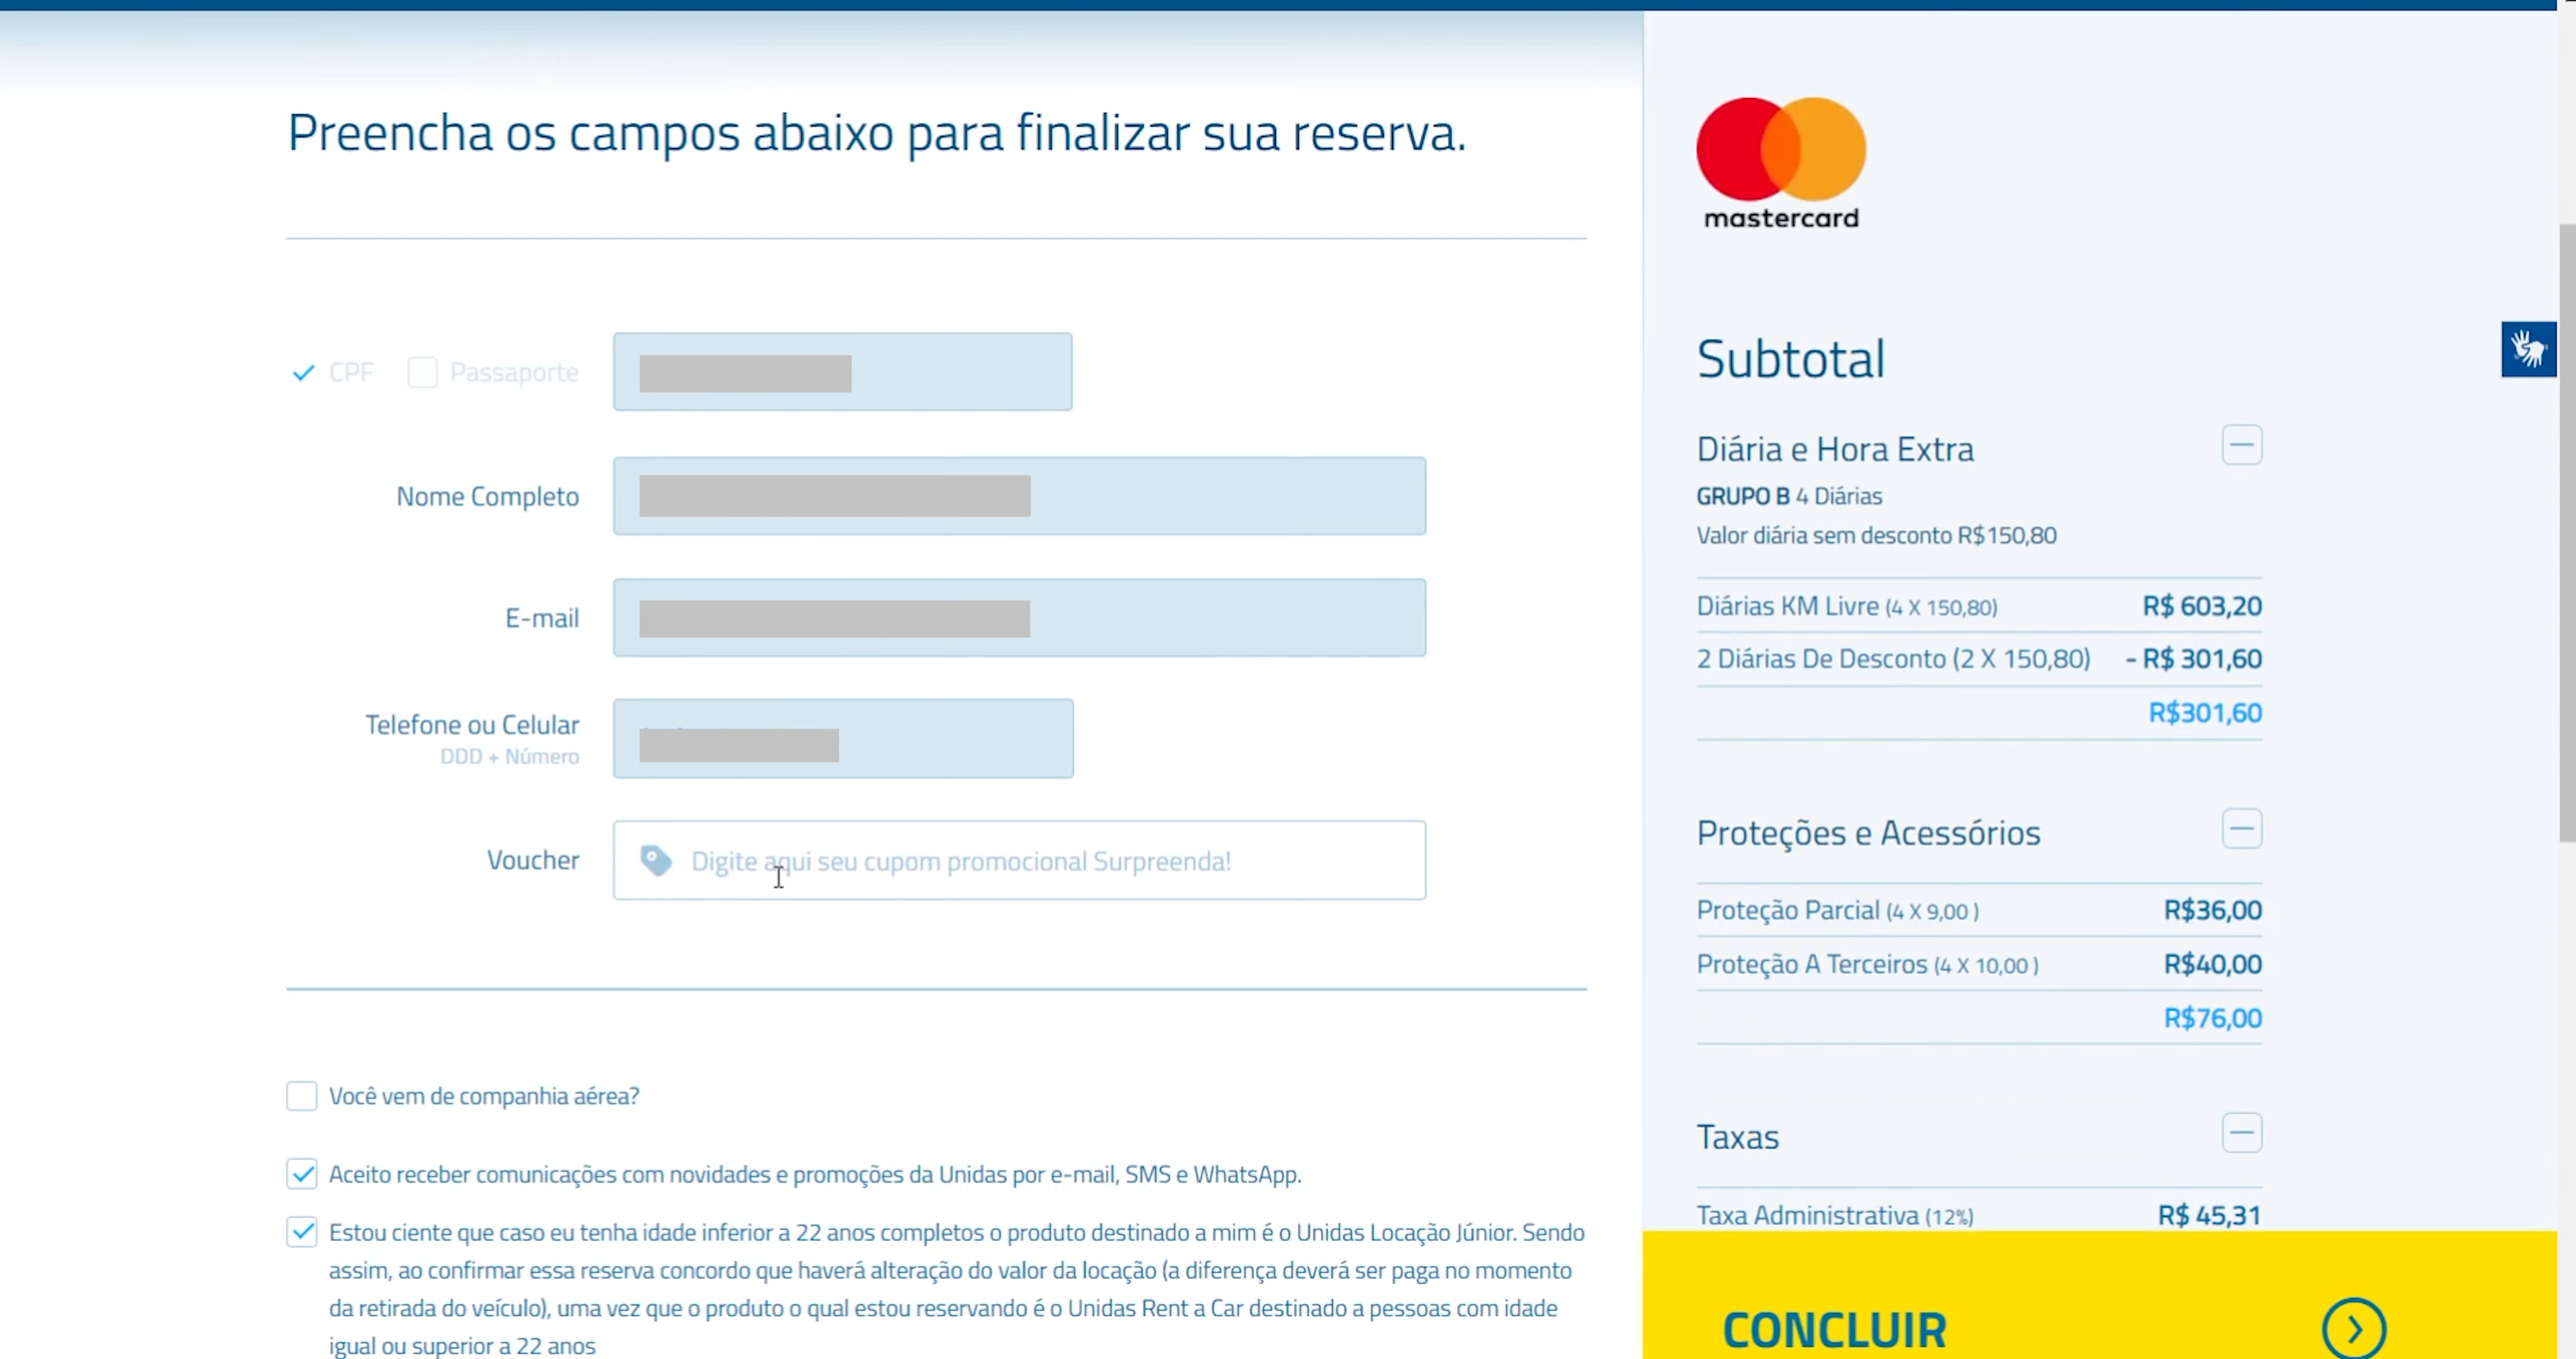 Preencha os campos abaixo para finalizar sua reserva.
CPF Passaporte
Nome Completo
E-mail
Telefone ou Celular
DDD + Número
Voucher Digite aqui seu cupom promocional Surpreenda!
Você vem de companhia aérea?
Aceito receber comunicações com novidades e promoções da Unidas por e-mail, SMS e WhatsApp.
Estou ciente que caso eu tenha idade inferior a 22 anos completos o produto destinado a mim é o Unidas Locação Júnior. Sendo
assim, ao confirmar essa reserva concordo que haverá alteração do valor da locação (a diferença deverá ser paga no momento
da retirada do veículo), uma vez que o produto o qual estou reservando é o Unidas Rent a Car destinado a pessoas com idade
igual ou superior a 22 anos
mastercard
Subtotal
Diária e Hora Extra
GRUPO B 4 Diárias
Valor diária sem desconto R$150,80
Diárias KM Livre (4 X 150,80) R$ 603,20
2 Diárias De Desconto (2 X 150,80) - R$ 301,60
R$301,60
Proteções e Acessórios
Proteção Parcial (4 X 9,00 ) R$36,00
Proteção A Terceiros (4 X 10,00 ) R$40,00
R$76,00
Taxas
Taxa Administrativa (12%) R$ 45,31
CONCLUIR